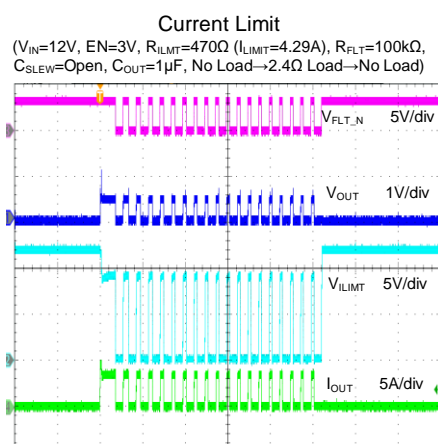 Current Limit
(VIN=12V, EN=3V, RILMT=470Ω (ILIMIT=4.29A), RFLT=100kΩ,
CSLEW=Open, COUT=1µF, No Load→2.4Ω Load→No Load)
VFLT_N 5V/div
VOUT 1V/div
VILIMT 5V/div
IOUT 5A/div